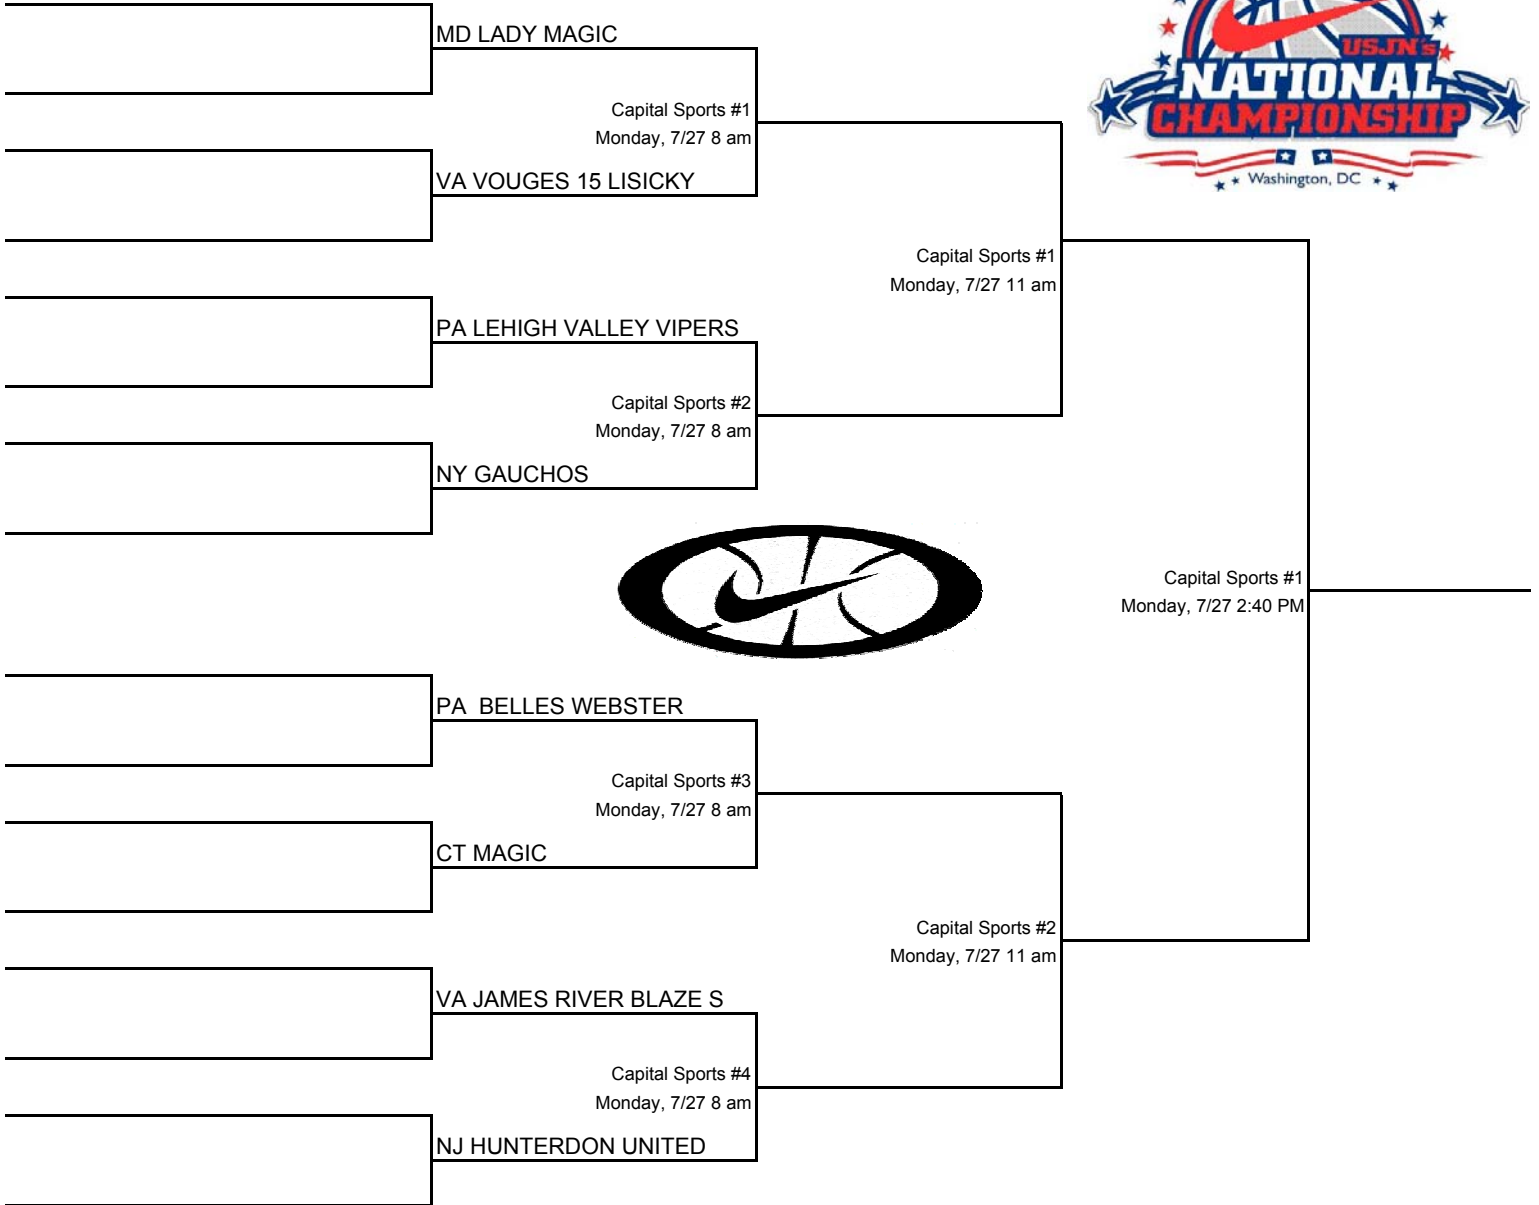 MD LADY MAGIC
Capital Sports #1
Monday, 7/27 8 am
VA VOUGES 15 LISICKY
USJN's
NATIONAL
CHAMPIONSHIP
Washington, DC
Capital Sports #1
Monday, 7/27 11 am
PA LEHIGH VALLEY VIPERS
Capital Sports #2
Monday, 7/27 8 am
NY GAUCHOS
Capital Sports #1
Monday, 7/27 2:40 PM
PA  BELLES WEBSTER
Capital Sports #3
Monday, 7/27 8 am
CT MAGIC
Capital Sports #2
Monday, 7/27 11 am
VA JAMES RIVER BLAZE S
Capital Sports #4
Monday, 7/27 8 am
NJ HUNTERDON UNITED